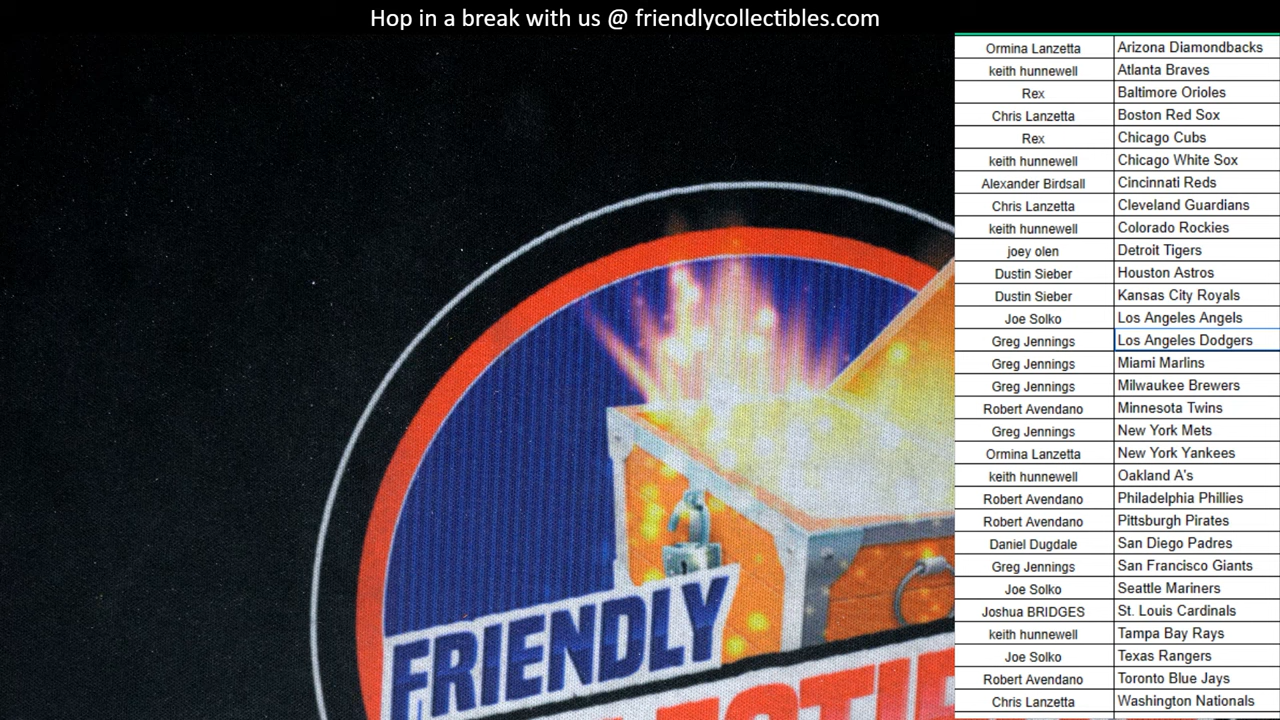 Hop in a break with us @ friendlycollectibles.com
Ormina Lanzetta Arizona Diamondbacks
keith hunnewell Atlanta Braves
Rex Baltimore Orioles
Chris Lanzetta Boston Red Sox
Rex Chicago Cubs
keith hunnewell Chicago White Sox
Alexander Birdsall Cincinnati Reds
Chris Lanzetta Cleveland Guardians
keith hunnewell Colorado Rockies
joey olen Detroit Tigers
Dustin Sieber Houston Astros
Dustin Sieber Kansas City Royals
Joe Solko Los Angeles Angels
Greg Jennings Los Angeles Dodgers
Greg Jennings Miami Marlins
Greg Jennings Milwaukee Brewers
Robert Avendano Minnesota Twins
Greg Jennings New York Mets
Ormina Lanzetta New York Yankees
keith hunnewell Oakland A's
Robert Avendano Philadelphia Phillies
Robert Avendano Pittsburgh Pirates
Daniel Dugdale San Diego Padres
Greg Jennings San Francisco Giants
Joe Solko Seattle Mariners
Joshua BRIDGES St. Louis Cardinals
keith hunnewell Tampa Bay Rays
Joe Solko Texas Rangers
Robert Avendano Toronto Blue Jays
Chris Lanzetta Washington Nationals
FRIENDLY